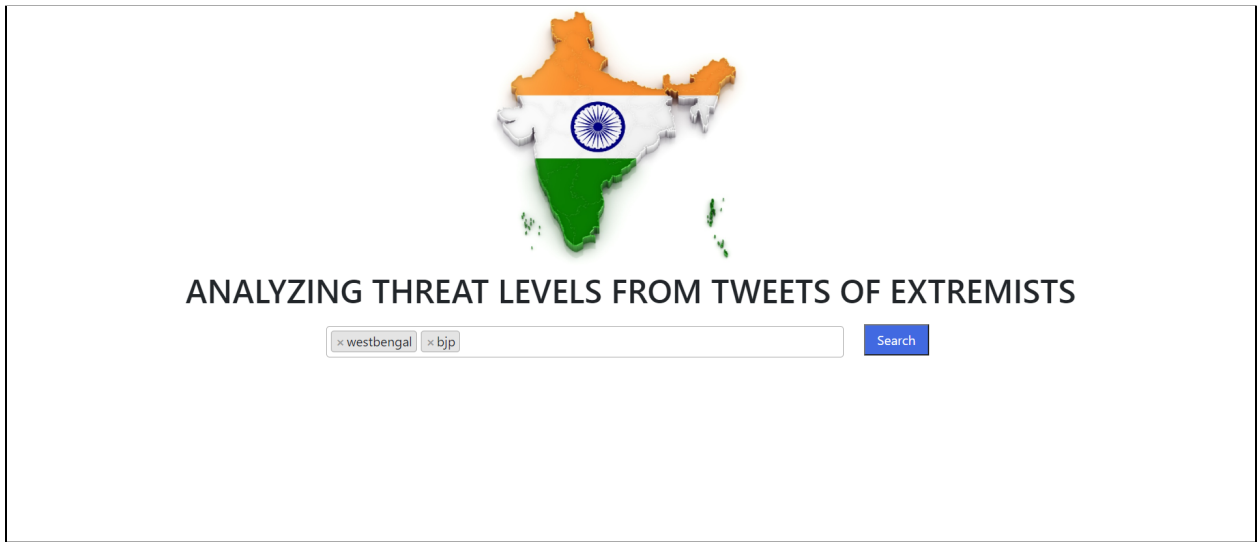 ANALYZING THREAT LEVELS FROM TWEETS OF EXTREMISTS
× westbengal × bjp Search